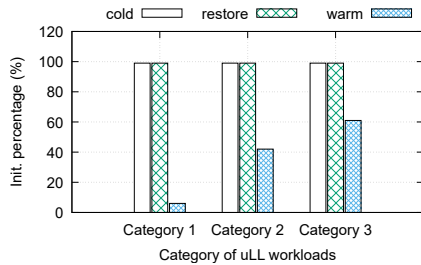 cold restore warm
Init. percentage (%)
120
100
80
60
40
20
0
Category 1 Category 2 Category 3
Category of uLL workloads